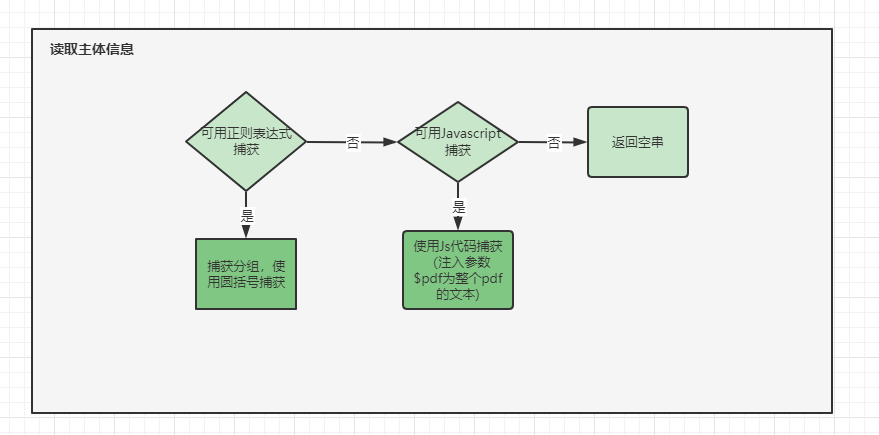 读取主体信息
可用正则表达式
捕获
否
可用Javascript
捕获
否
返回空串
是
是
捕获分组，使
用圆括号捕获
使用Js代码捕获
(注入参数
$pdf为整个pdf
的文本)